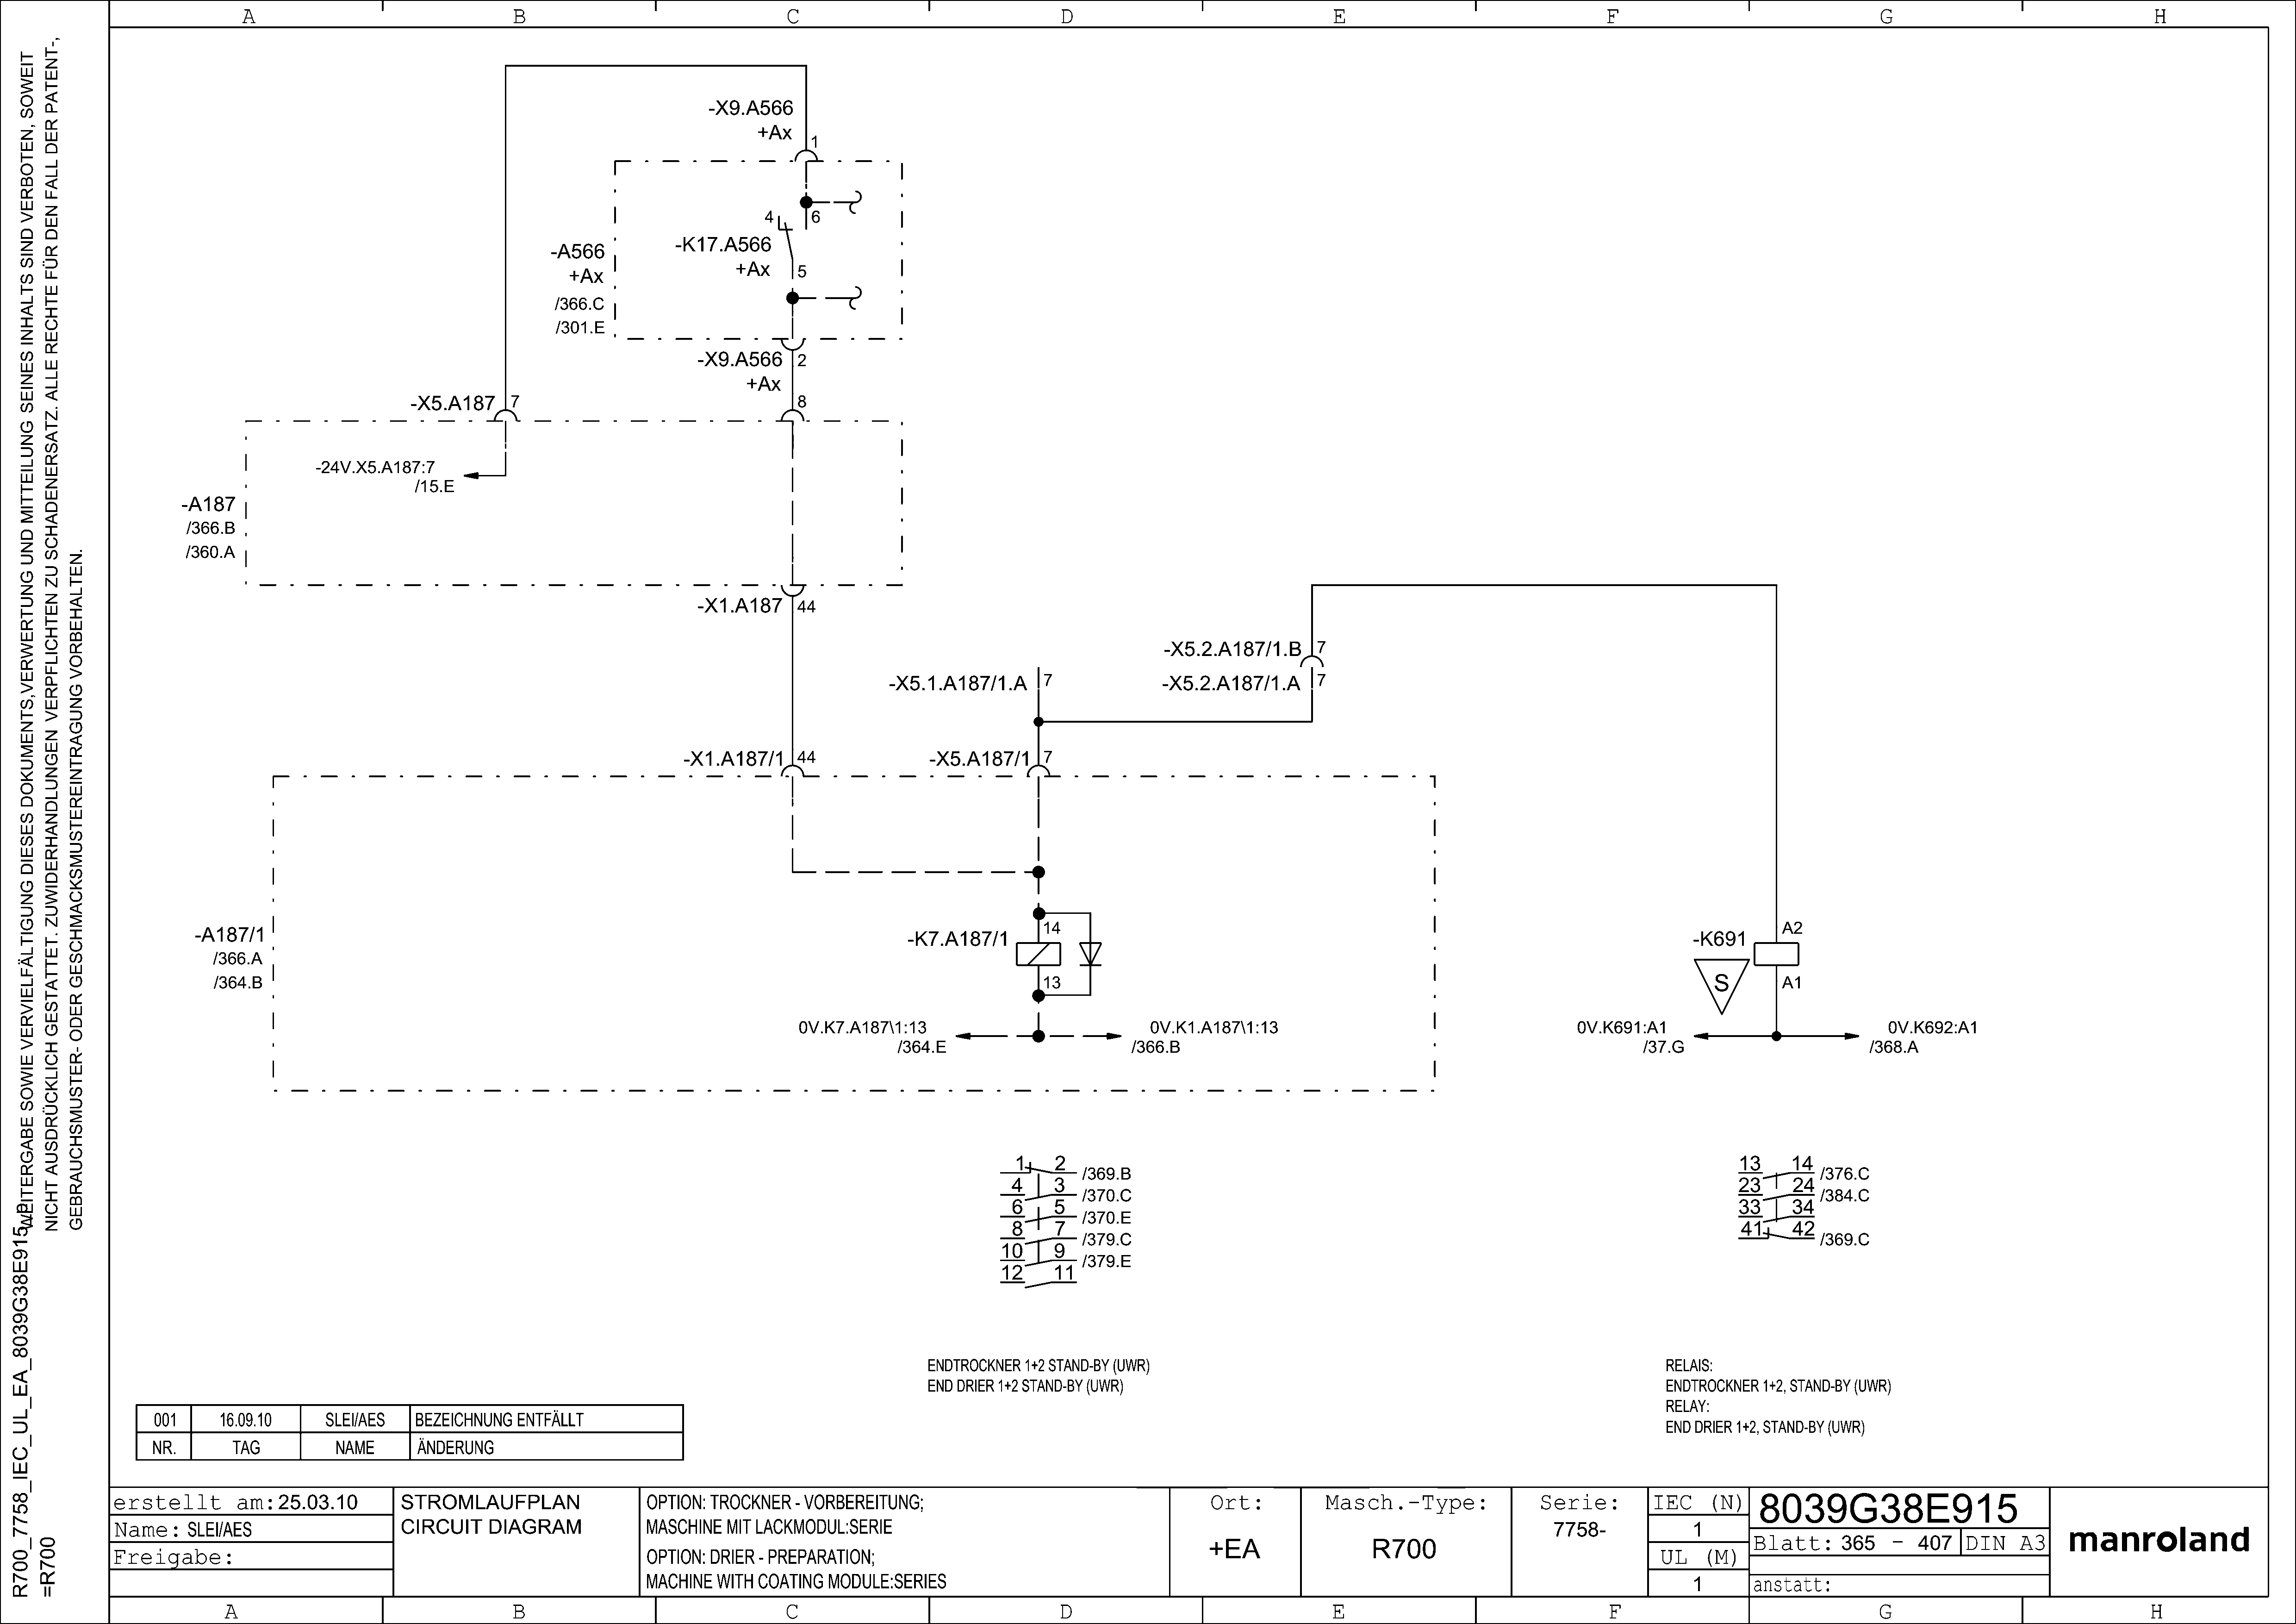 A B C D E F G H
WEITERGABE SOWIE VERVIELFÄLTIGUNG DIESES DOKUMENTS,VERWERTUNG UND MITTEILUNG SEINES INHALTS SIND VERBOTEN, SOWEIT
NICHT AUSDRÜCKLICH GESTATTET. ZUWIDERHANDLUNGEN VERPFLICHTEN ZU SCHADENERSATZ. ALLE RECHTE FÜR DEN FALL DER PATENT-,
GEBRAUCHSMUSTER- ODER GESCHMACKSMUSTEREINTRAGUNG VORBEHALTEN.
-X9.A566
+Ax
1
4 6
-K17.A566
+Ax
5
-A566
+Ax
/366.C
/301.E
-X9.A566 2
+Ax
-X5.A187 7
8
-24V.X5.A187:7
/15.E
-A187
/366.B
/360.A
-X1.A187 44
-X5.2.A187/1.B 7
-X5.1.A187/1.A 7
-X5.2.A187/1.A 7
-X1.A187/1 44
-X5.A187/1 7
-A187/1
/366.A
/364.B
-K7.A187/1
14
13
-K691
S
A2
A1
0V.K7.A187\1:13
/364.E
0V.K1.A187\1:13
/366.B
0V.K691:A1
/37.G
0V.K692:A1
/368.A
1 2 /369.B
4 3 /370.C
6 5 /370.E
8 7 /379.C
10 9 /379.E
12 11
13 14 /376.C
23 24 /384.C
33 34
41 42 /369.C
ENDTROCKNER 1+2 STAND-BY (UWR)
END DRIER 1+2 STAND-BY (UWR)
RELAIS:
ENDTROCKNER 1+2, STAND-BY (UWR)
RELAY:
END DRIER 1+2, STAND-BY (UWR)
001 16.09.10 SLEI/AES BEZEICHNUNG ENTFÄLLT
NR. TAG NAME ÄNDERUNG
erstellt am: 25.03.10
Name: SLEI/AES
Freigabe:
STROMLAUFPLAN
CIRCUIT DIAGRAM
OPTION: TROCKNER - VORBEREITUNG;
MASCHINE MIT LACKMODUL:SERIE
OPTION: DRIER - PREPARATION;
MACHINE WITH COATING MODULE:SERIES
Ort:
+EA
Masch.-Type:
R700
Serie:
7758-
IEC (N)
1
UL (M)
1
8039G38E915
Blatt: 365 - 407 DIN A3
anstatt:
manroland
=R700
A B C D E F G H